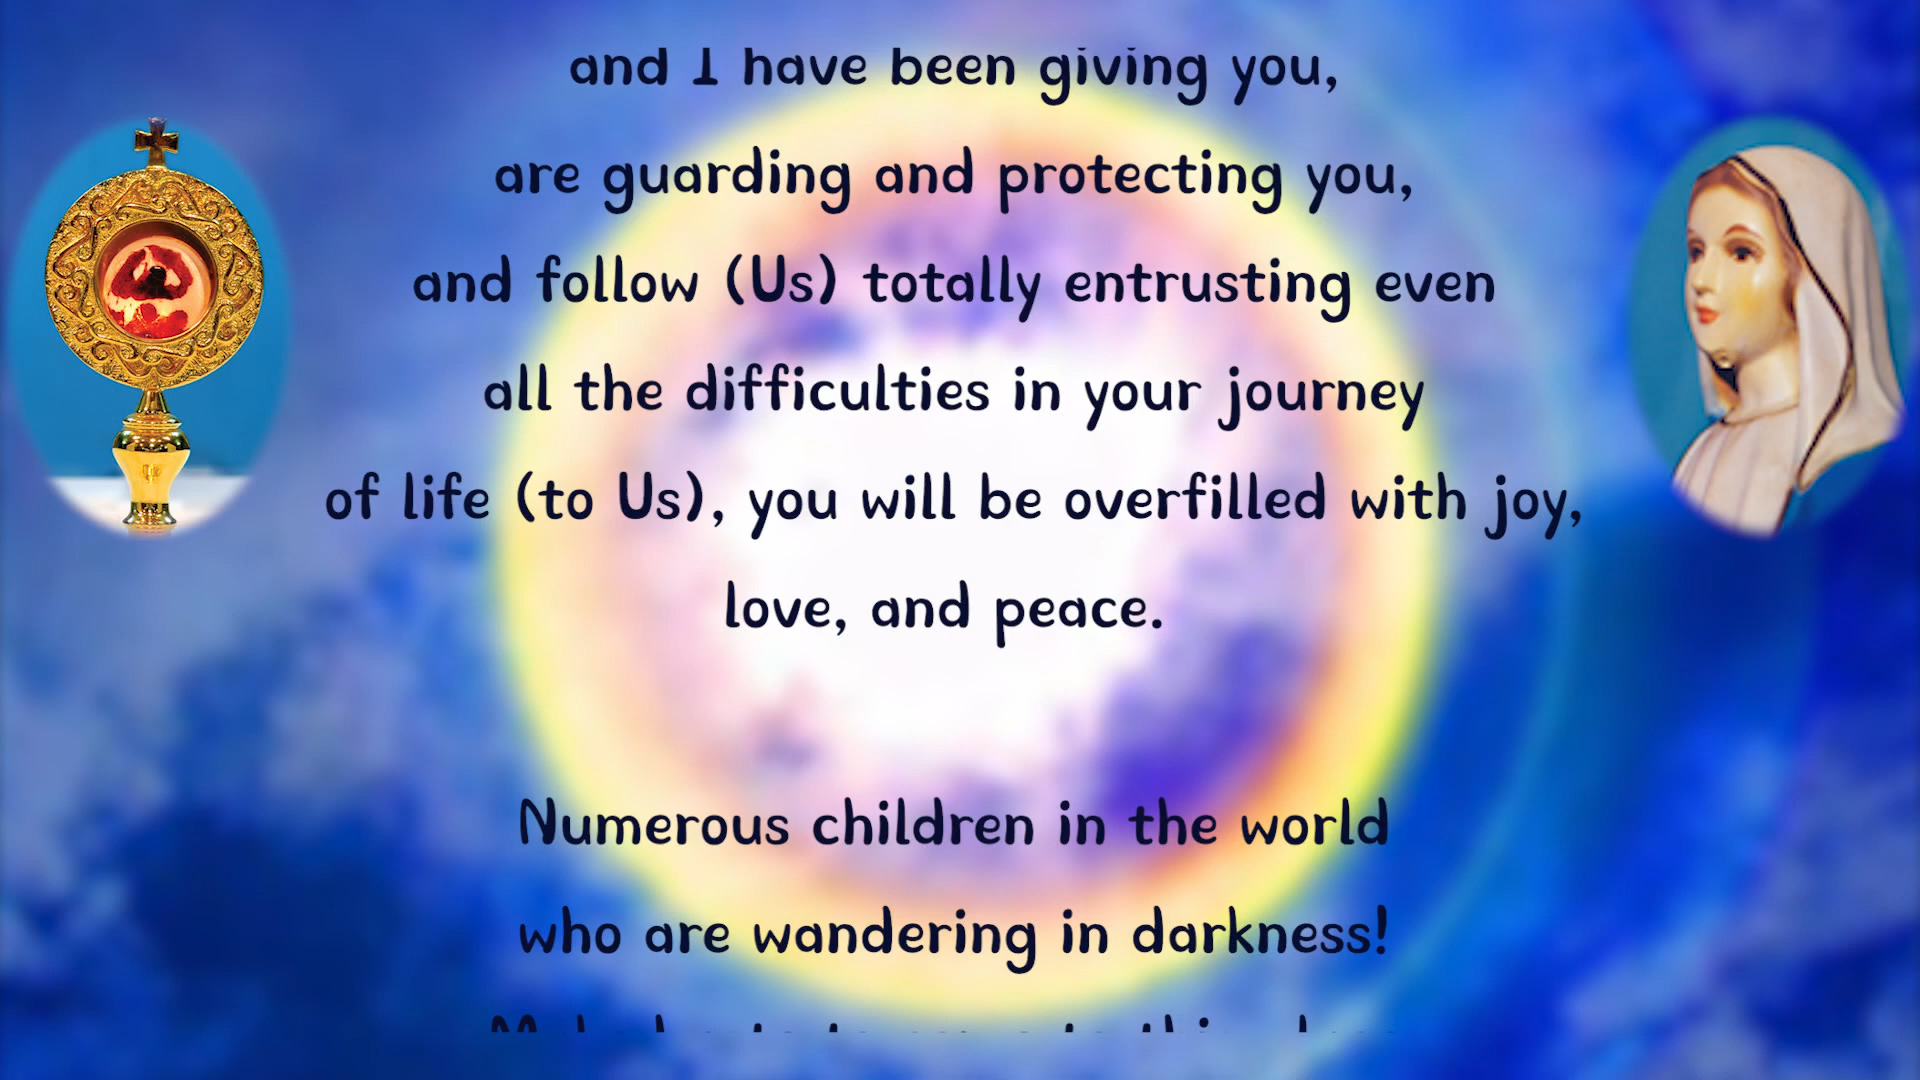 and I have been giving you,
are guarding and protecting you,
and follow (Us) totally entrusting even
all the difficulties in your journey
of life (to Us), you will be overfilled with joy,
love, and peace.
Numerous children in the world
who are wandering in darkness!